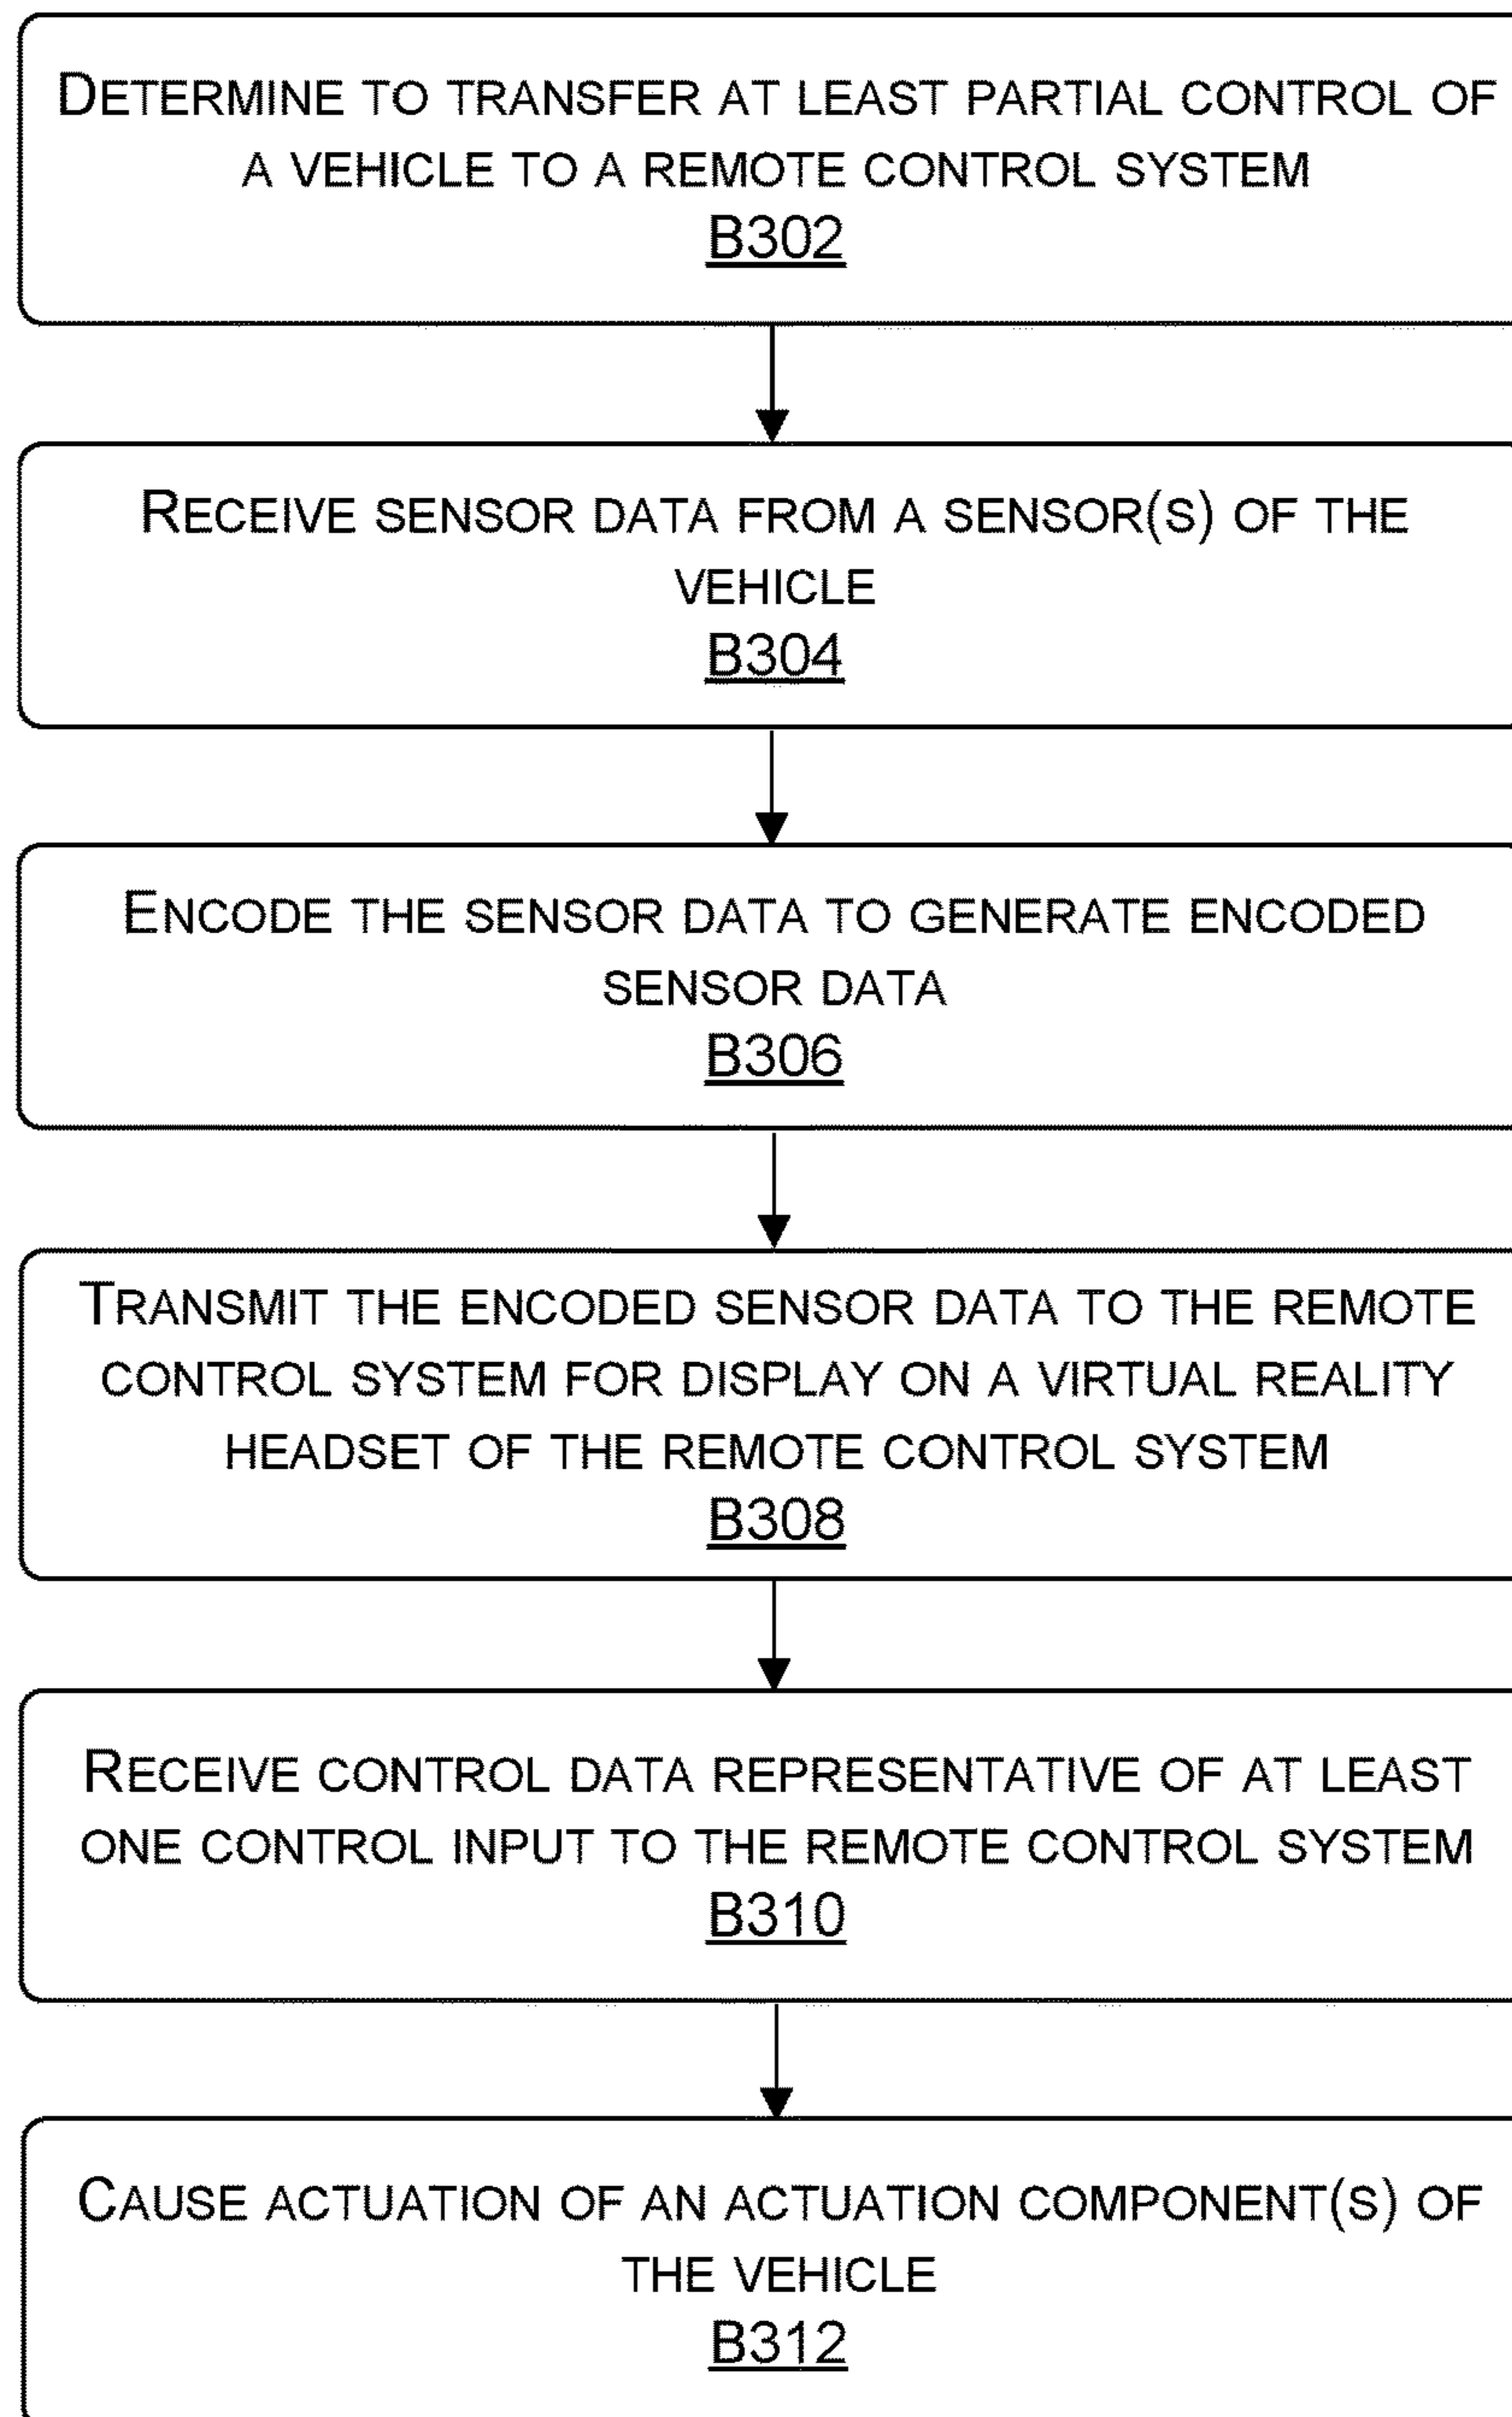 DETERMINE TO TRANSFER AT LEAST PARTIAL CONTROL OF
A VEHICLE TO A REMOTE CONTROL SYSTEM
B302
RECEIVE SENSOR DATA FROM A SENSOR(S) OF THE
VEHICLE
B304
ENCODE THE SENSOR DATA TO GENERATE ENCODED
SENSOR DATA
B306
TRANSMIT THE ENCODED SENSOR DATA TO THE REMOTE
CONTROL SYSTEM FOR DISPLAY ON A VIRTUAL REALITY
HEADSET OF THE REMOTE CONTROL SYSTEM
B308
RECEIVE CONTROL DATA REPRESENTATIVE OF AT LEAST
ONE CONTROL INPUT TO THE REMOTE CONTROL SYSTEM
B310
CAUSE ACTUATION OF AN ACTUATION COMPONENT(S) OF
THE VEHICLE
B312